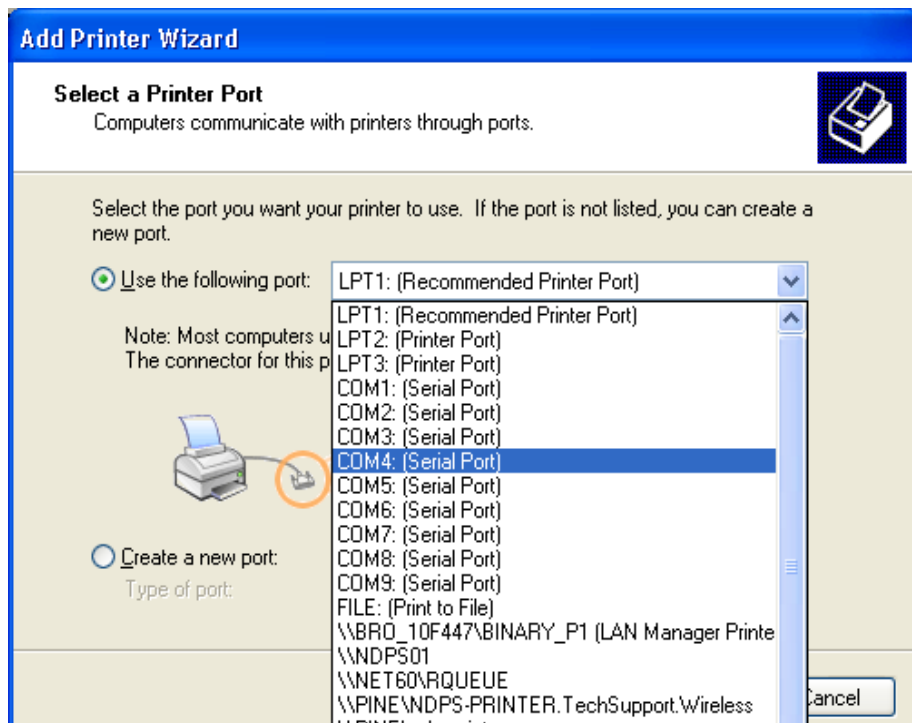 Add Printer Wizard
Select a Printer Port
Computers communicate with printers through ports.
Select the port you want your printer to use. If the port is not listed, you can create a
new port.
Use the following port:
LPT1: (Recommended Printer Port)
Note: Most computers
The connector for this
LPT1: (Recommended Printer Port)
LPT2: (Printer Port)
LPT3: (Printer Port)
COM1: (Serial Port)
COM2: (Serial Port)
COM3: (Serial Port)
COM4: (Serial Port)
COM5: (Serial Port)
COM6: (Serial Port)
COM7: (Serial Port)
COM8: (Serial Port)
COM9: (Serial Port)
FILE: (Print to File)
\\BRO_10F447\BINARY_P1 (LAN Manager Printe
\\NDPS01
\\NET60\RQUEUE
\\PINE\NDPS-PRINTER.TechSupport.Wireless
Create a new port:
Type of port:
Cancel